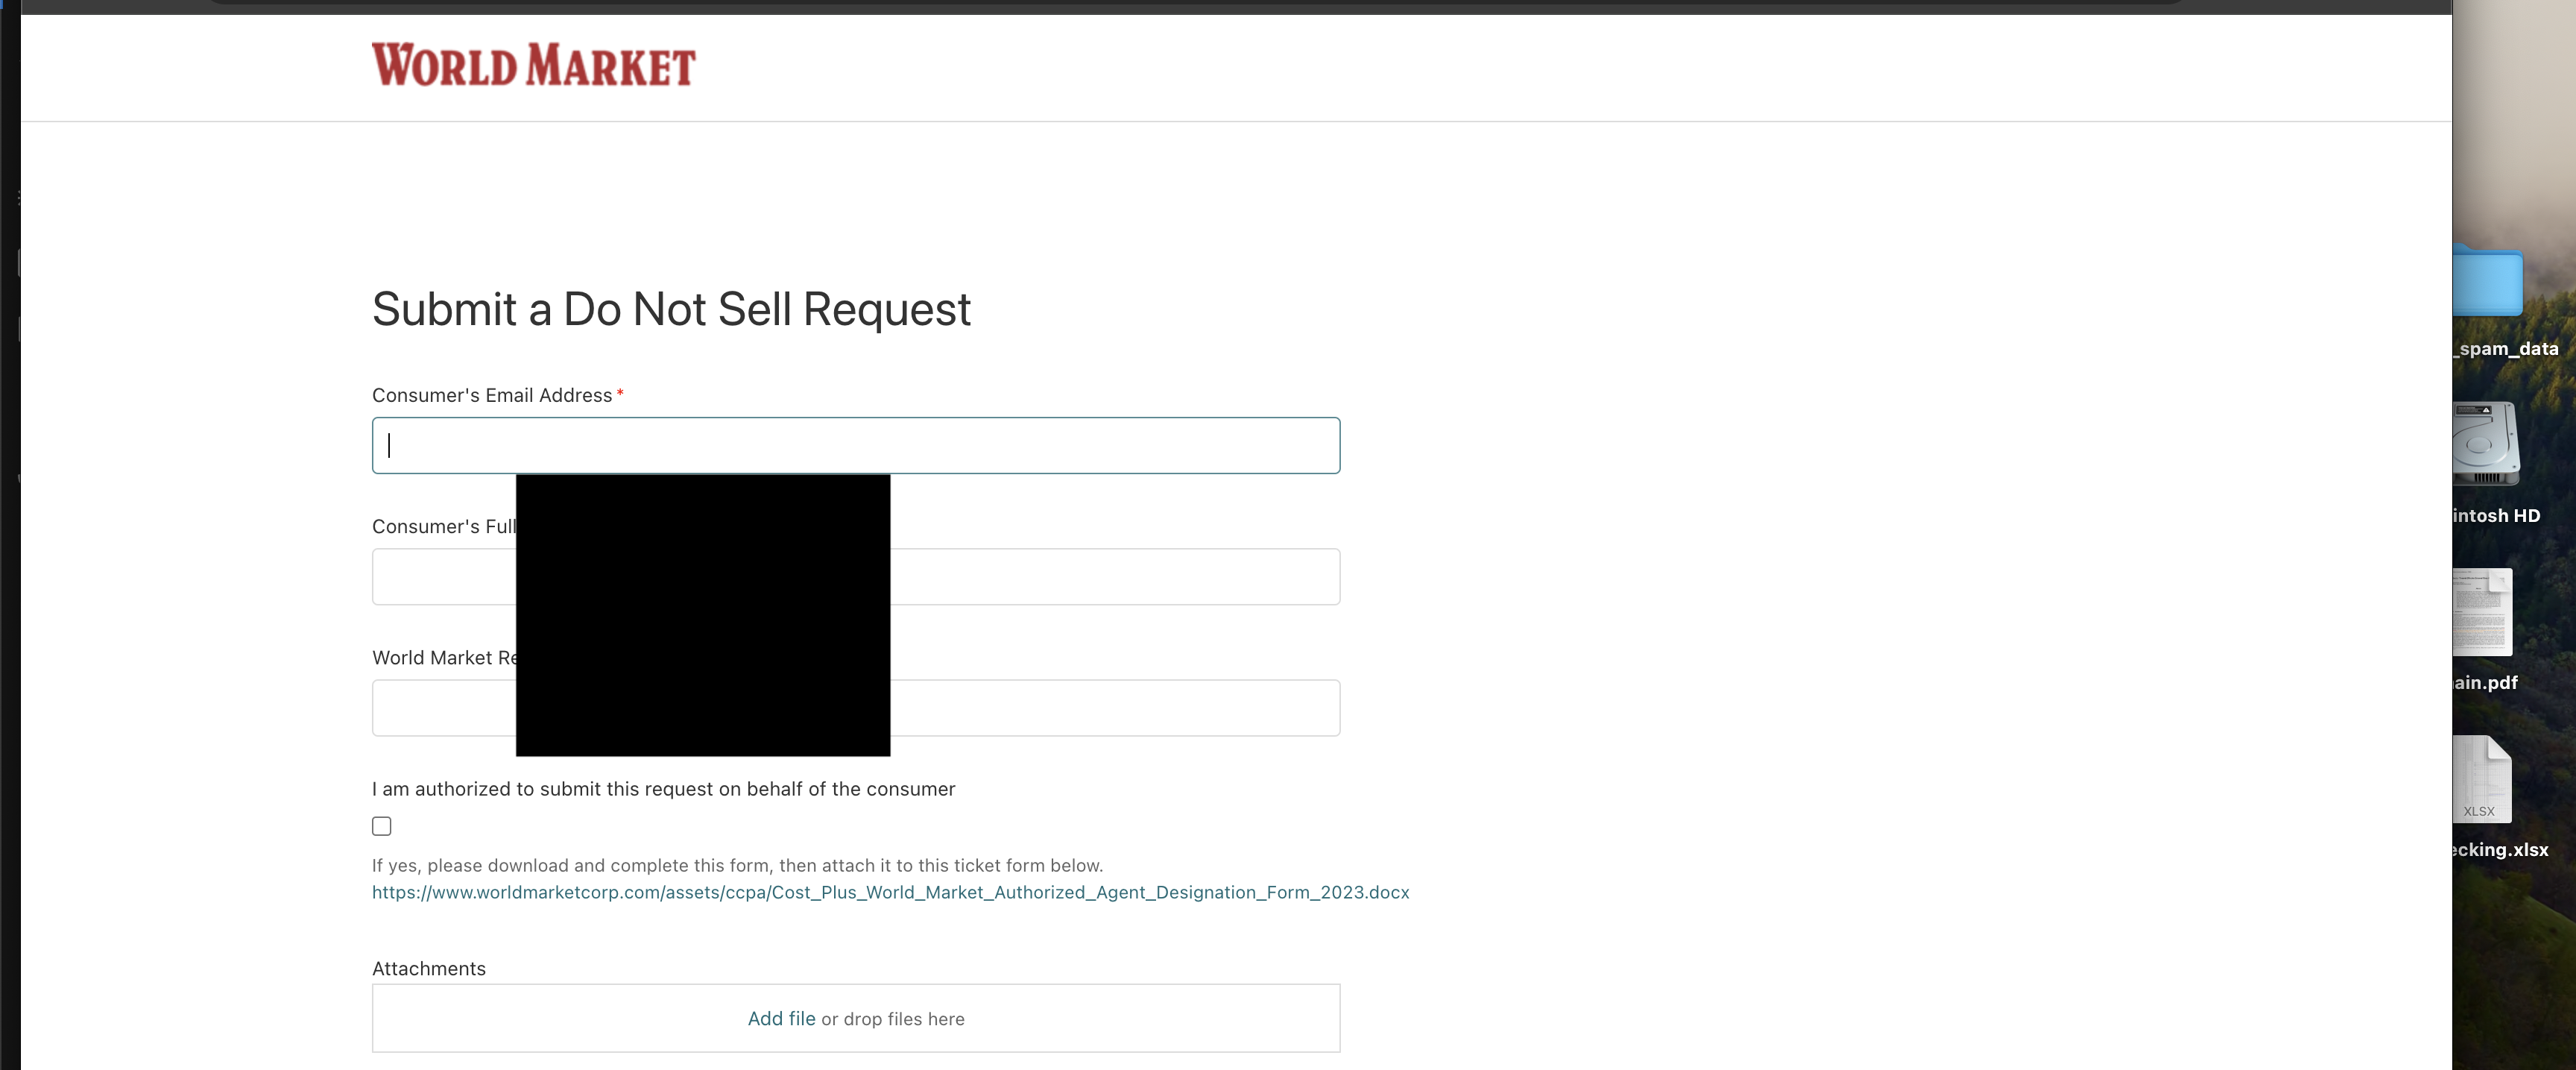 WORLD MARKET
Submit a Do Not Sell Request
Consumer's Email Address *
Consumer's Full
World Market Re
I am authorized to submit this request on behalf of the consumer
If yes, please download and complete this form, then attach it to this ticket form below.
https://www.worldmarketcorp.com/assets/ccpa/Cost_Plus_World_Market_Authorized_Agent_Designation_Form_2023.docx
Attachments
Add file or drop files here
_spam_data
intosh HD
ain.pdf
XLSX
ecking.xlsx